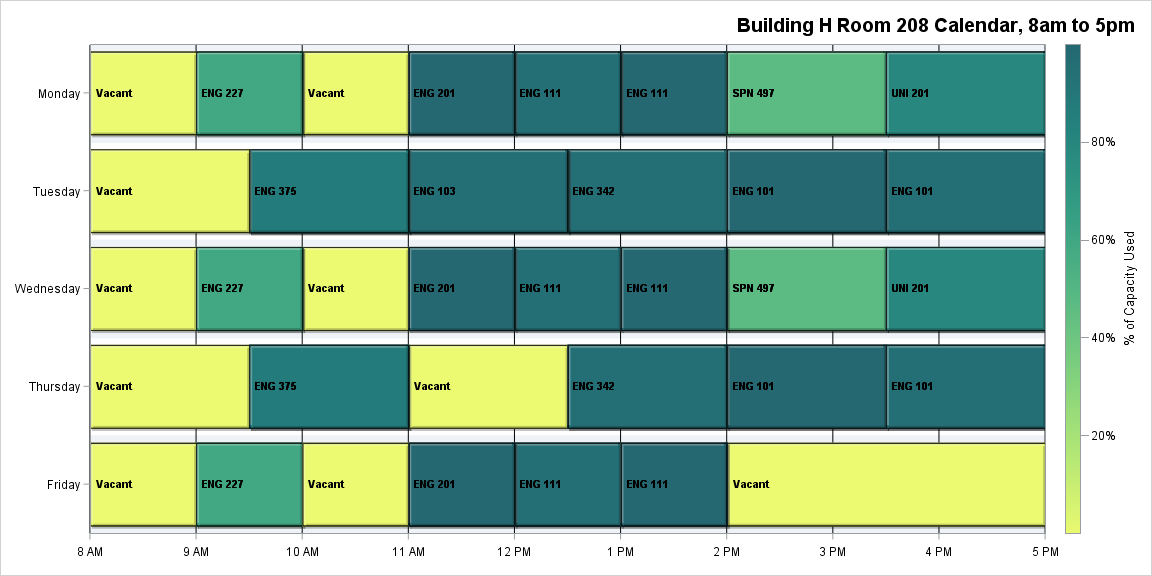 Building H Room 208 Calendar, 8am to 5pm
Monday
Vacant
ENG 227
Vacant
ENG 201
ENG 111
ENG 111
SPN 497
UNI 201
Tuesday
Vacant
ENG 375
ENG 103
ENG 342
ENG 101
ENG 101
Wednesday
Vacant
ENG 227
Vacant
ENG 201
ENG 111
ENG 111
SPN 497
UNI 201
Thursday
Vacant
ENG 375
Vacant
ENG 342
ENG 101
ENG 101
Friday
Vacant
ENG 227
Vacant
ENG 201
ENG 111
ENG 111
Vacant
8 AM
9 AM
10 AM
11 AM
12 PM
1 PM
2 PM
3 PM
4 PM
5 PM
80%
60%
40%
20%
% of Capacity Used